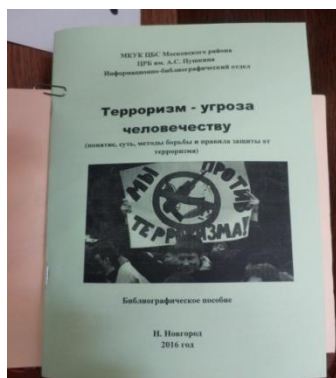 МКУК ЦБС Московского района
ЦРБ им. А.С. Пушкина
Информационно-библиографический отдел
Терроризм - угроза
человечеству
(понятие, суть, методы борьбы и правила защиты от
терроризма)
МЫ ПРОТИВ
ТЕРРОРИЗМА!
Библиографическое пособие
Н. Новгород
2016 год